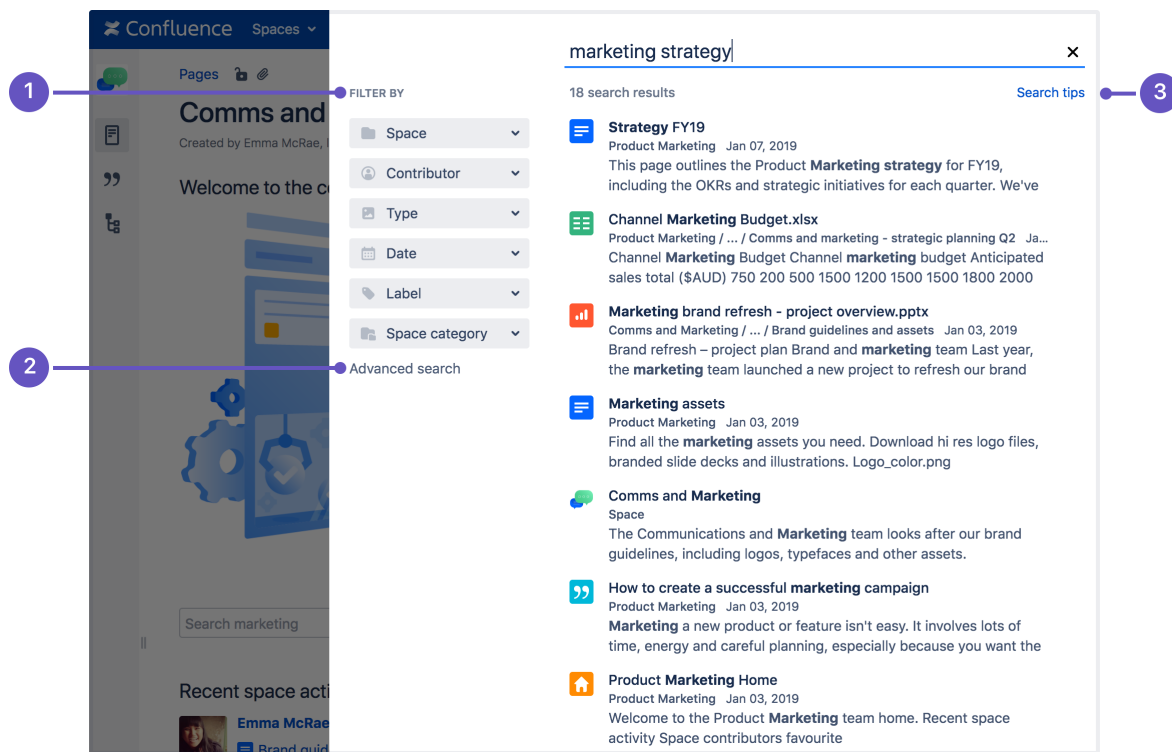 Confluence Spaces
Pages
Comms and
Created by Emma McRae,
Welcome to the c
Search marketing
Recent space acti
Emma McRae
Brand guid
1
2
3
FILTER BY
Space
Contributor
Type
Date
Label
Space category
Advanced search
marketing strategy
18 search results
Search tips
Strategy FY19
Product Marketing Jan 07, 2019
This page outlines the Product Marketing strategy for FY19,
including the OKRs and strategic initiatives for each quarter. We've
Channel Marketing Budget.xlsx
Product Marketing / ... / Comms and marketing - strategic planning Q2 Ja...
Channel Marketing Budget Channel marketing budget Anticipated
sales total ($AUD) 750 200 500 1500 1200 1500 1500 1800 2000
Marketing brand refresh - project overview.pptx
Comms and Marketing / ... / Brand guidelines and assets Jan 03, 2019
Brand refresh – project plan Brand and marketing team Last year,
the marketing team launched a new project to refresh our brand
Marketing assets
Product Marketing Jan 03, 2019
Find all the marketing assets you need. Download hi res logo files,
branded slide decks and illustrations. Logo_color.png
Comms and Marketing
Space
The Communications and Marketing team looks after our brand
guidelines, including logos, typefaces and other assets.
How to create a successful marketing campaign
Product Marketing Jan 03, 2019
Marketing a new product or feature isn't easy. It involves lots of
time, energy and careful planning, especially because you want the
Product Marketing Home
Product Marketing Jan 03, 2019
Welcome to the Product Marketing team home. Recent space
activity Space contributors favourite